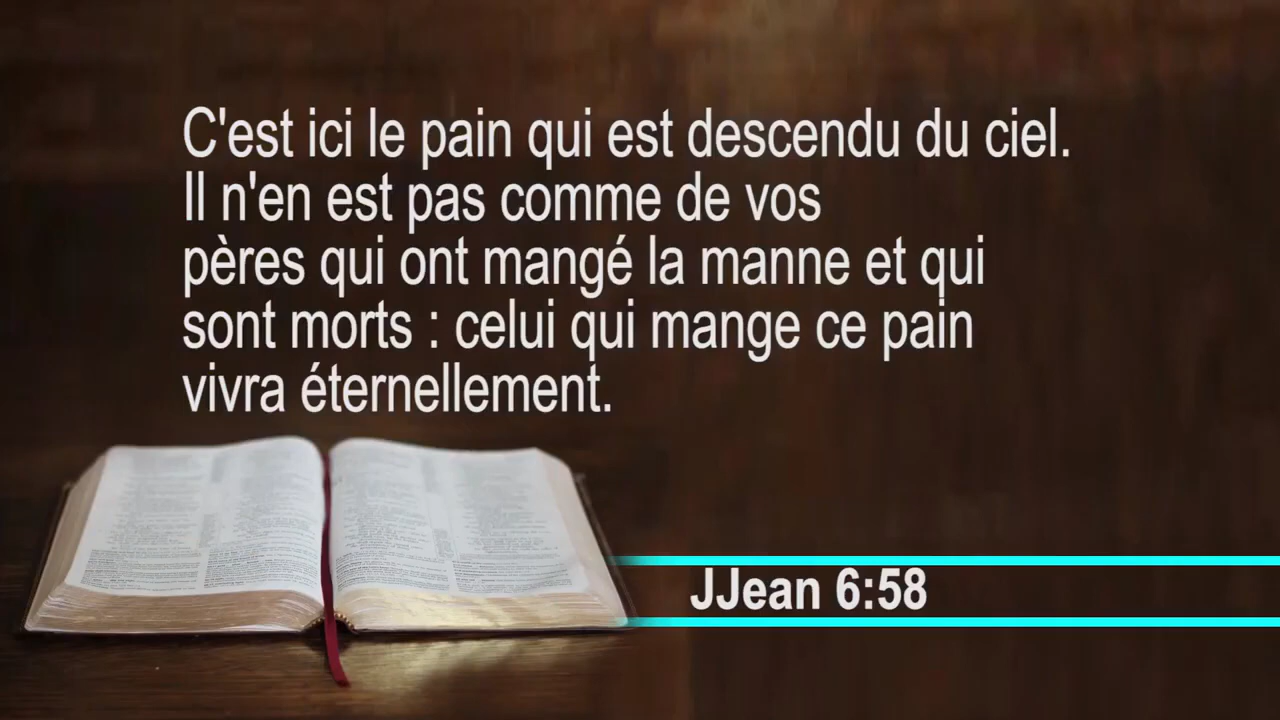 C'est ici le pain qui est descendu du ciel.
Il n'en est pas comme de vos
pères qui ont mangé la manne et qui
sont morts : celui qui mange ce pain
vivra éternellement.
JJean 6:58